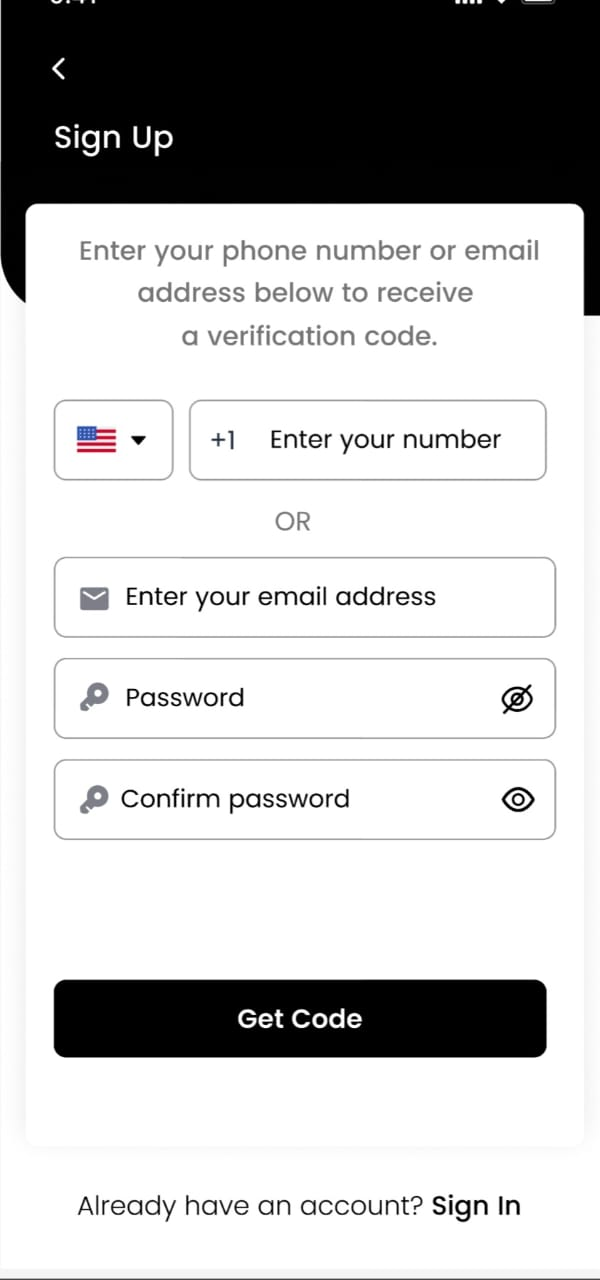 Sign Up
Enter your phone number or email
address below to receive
a verification code.
+1 Enter your number
OR
Enter your email address
Password
Confirm password
Get Code
Already have an account? Sign In